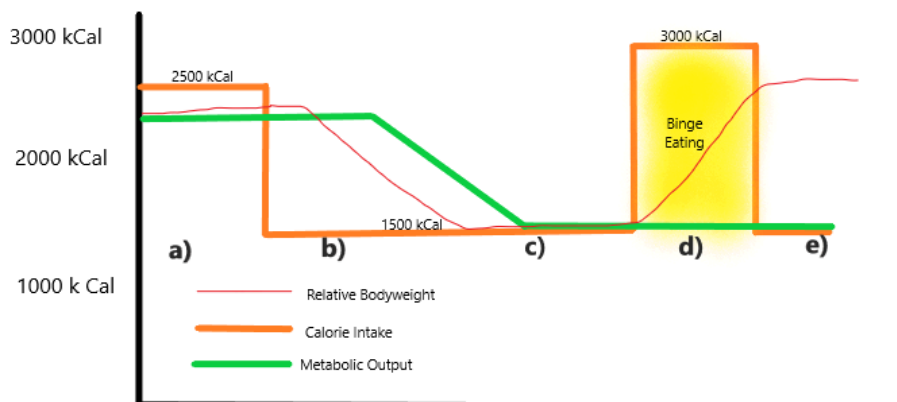 3000 kCal
3000 kCal
2500 kCal
Binge
Eating
2000 kCal
1500 kCal
a)
b)
c)
d)
e)
1000 k Cal
Relative Bodyweight
Calorie Intake
Metabolic Output